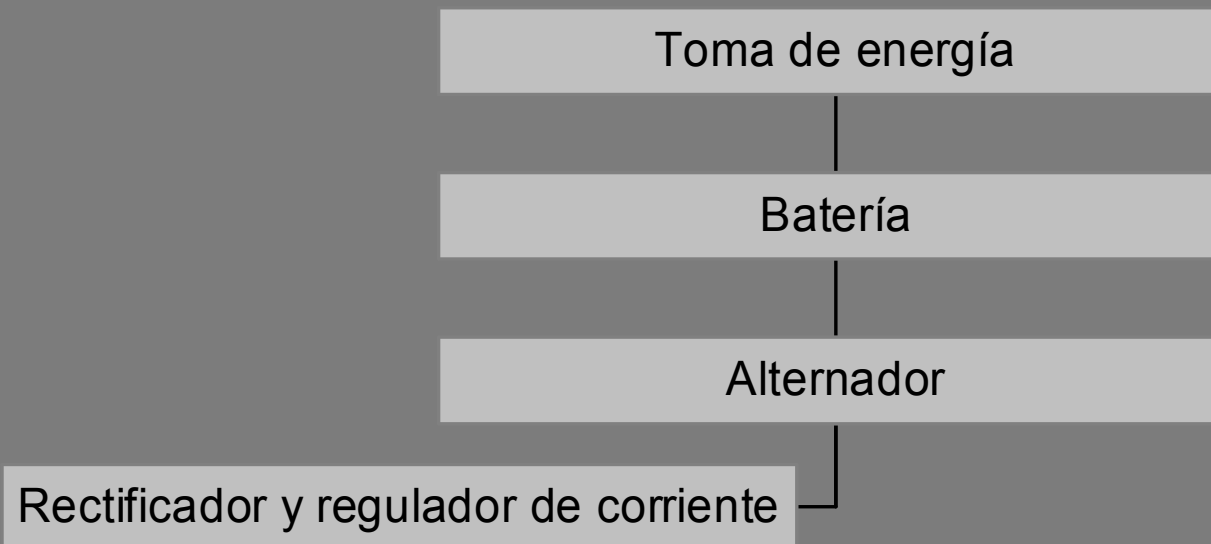 Toma de energía
Batería
Alternador
Rectificador y regulador de corriente